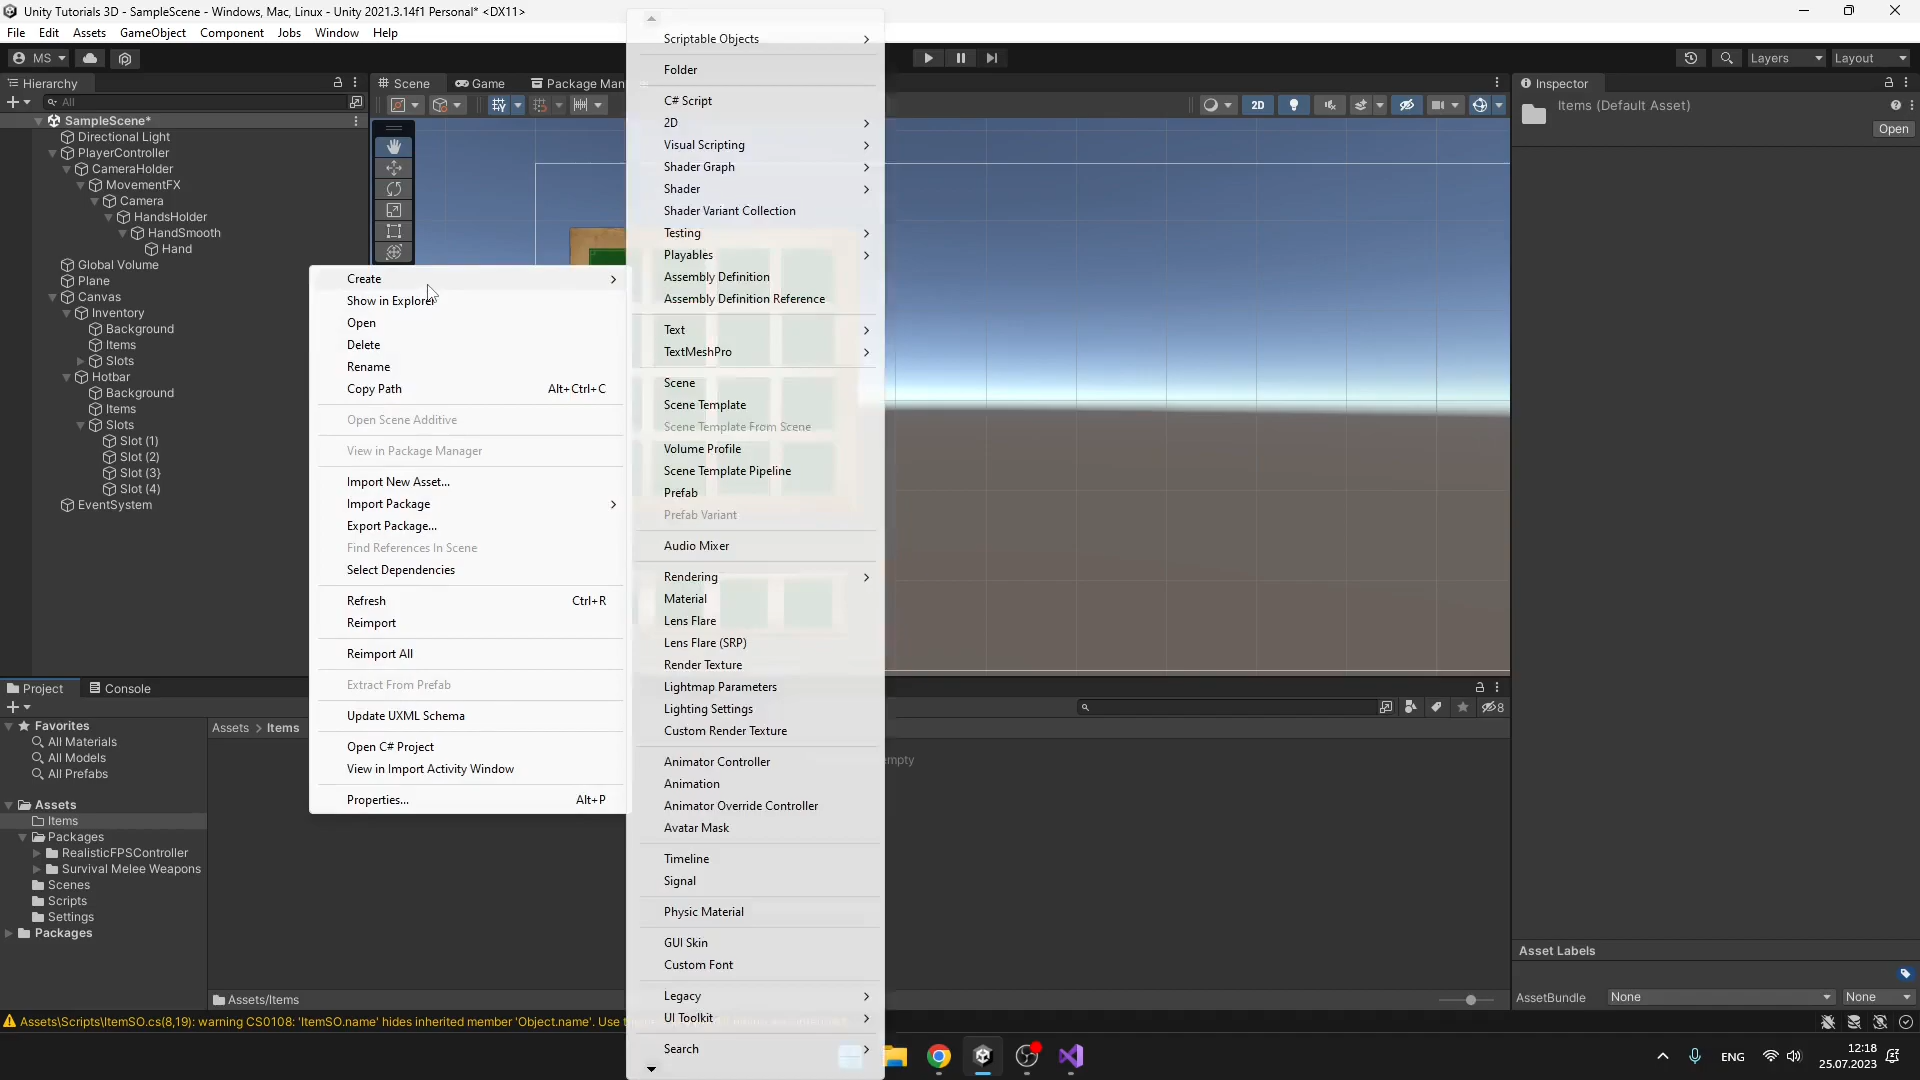 Unity Tutorials 3D - SampleScene - Windows, Mac, Linux - Unity 2021.3.14f1 Personal* <DX11>
File Edit Assets GameObject Component Jobs Window Help
MS
Layers Layout
Hierarchy
All
SampleScene*
Directional Light
PlayerController
CameraHolder
MovementFX
Camera
HandsHolder
HandSmooth
Hand
Global Volume
Plane
Canvas
Inventory
Background
Items
Slots
Hotbar
Background
Items
Slots
Slot (1)
Slot (2)
Slot (3}
Slot (4)
EventSystem
Scene Game Package Man
2D
Create
Show in Explorer
Open
Delete
Rename
Copy Path Alt+Ctrl+C
Open Scene Additive
View in Package Manager
Import New Asset...
Import Package
Export Package...
Find References In Scene
Select Dependencies
Refresh Ctrl+R
Reimport
Reimport All
Extract From Prefab
Update UXML Schema
Open C# Project
View in Import Activity Window
Properties... Alt+P
Scriptable Objects
Folder
C# Script
2D
Visual Scripting
Shader Graph
Shader
Shader Variant Collection
Testing
Playables
Assembly Definition
Assembly Definition Reference
Text
TextMeshPro
Scene
Scene Template
Scene Template From Scene
Volume Profile
Scene Template Pipeline
Prefab
Prefab Variant
Audio Mixer
Rendering
Material
Lens Flare
Lens Flare (SRP)
Render Texture
Lightmap Parameters
Lighting Settings
Custom Render Texture
Animator Controller
Animation
Animator Override Controller
Avatar Mask
Timeline
Signal
Physic Material
GUI Skin
Custom Font
Legacy
UI Toolkit
Search
Inspector
Items (Default Asset)
Open
Asset Labels
AssetBundle None None
Project Console
8
Favorites
All Materials
All Models
All Prefabs
Assets
Items
Packages
RealisticFPSController
Survival Melee Weapons
Scenes
Scripts
Settings
Packages
Assets > Items
empty
Assets/Items
Assets\Scripts\ItemSO.cs(8,19): warning CS0108: 'ItemSO.name' hides inherited member 'Object.name'. Use
ENG
12:18
25.07.2023